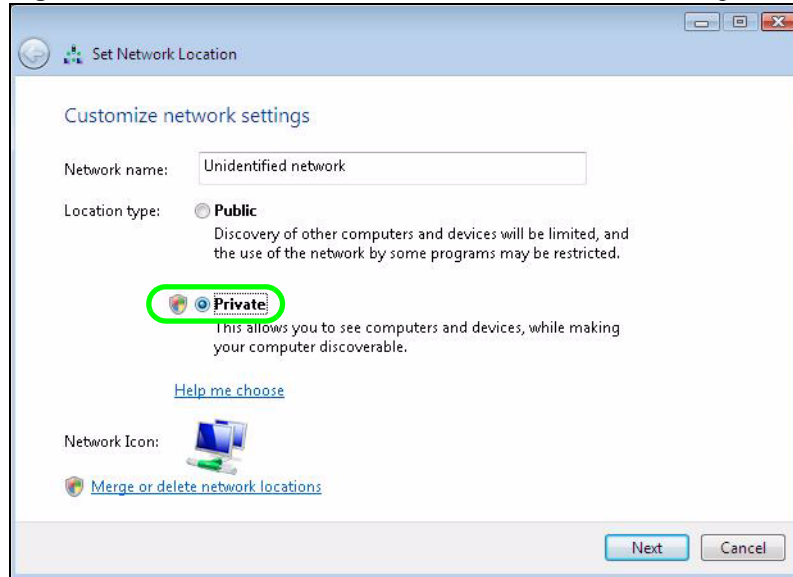 Set Network Location
Customize network settings
Network name:
Unidentified network
Location type:
Public
Discovery of other computers and devices will be limited, and
the use of the network by some programs may be restricted.
Private
This allows you to see computers and devices, while making
your computer discoverable.
Help me choose
Network Icon:
Merge or delete network locations
Next
Cancel